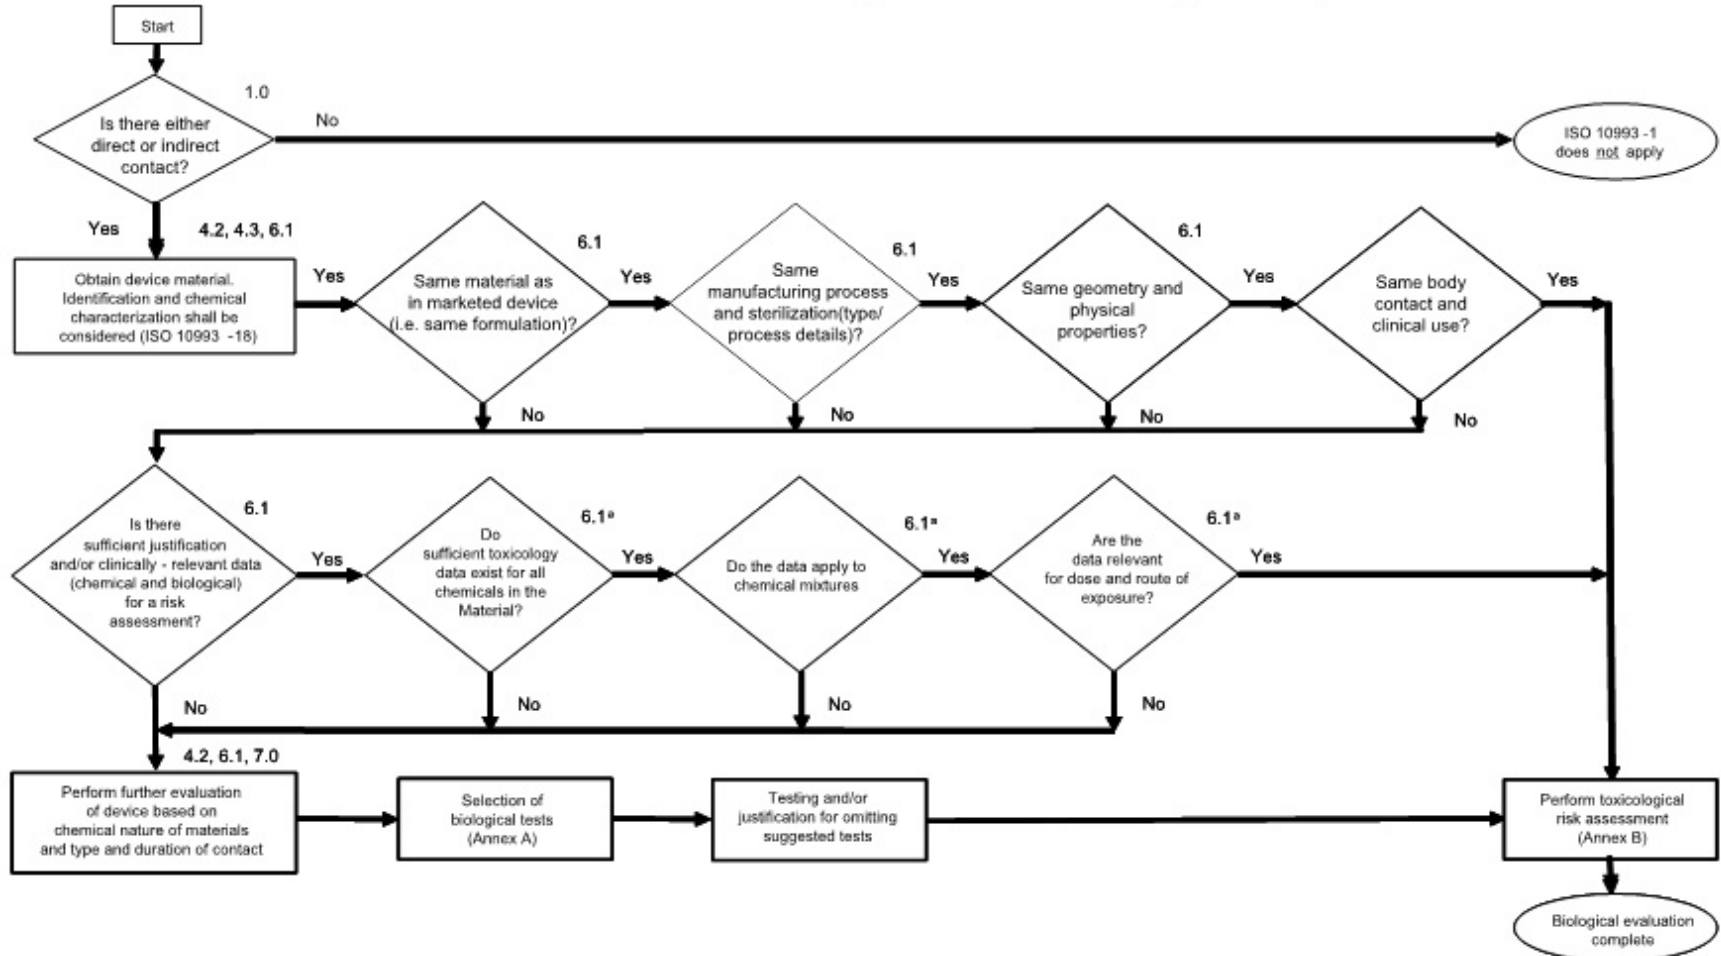 Start
1.0
Is there either
direct or indirect
contact?
No
ISO 10993 -1
does not apply
Yes
4.2, 4.3, 6.1
Obtain device material.
Identification and chemical
characterization shall be
considered (ISO 10993 -18)
Yes
Same material as
in marketed device
(i.e. same formulation)?
6.1
Yes
Same
manufacturing process
and sterilization(type/
process details)?
6.1
Yes
Same geometry and
physical
properties?
6.1
Yes
Same body
contact and
clinical use?
Yes
No
No
No
No
Is there
sufficient justification
and/or clinically - relevant data
(chemical and biological)
for a risk
assessment?
6.1
Yes
Do
sufficient toxicology
data exist for all
chemicals in the
Material?
6.1ª
Yes
Do the data apply to
chemical mixtures
6.1ª
Yes
Are the
data relevant
for dose and route of
exposure?
6.1ª
Yes
No
No
No
No
4.2, 6.1, 7.0
Perform further evaluation
of device based on
chemical nature of materials
and type and duration of contact
Selection of
biological tests
(Annex A)
Testing and/or
justification for omitting
suggested tests
Perform toxicological
risk assessment
(Annex B)
Biological evaluation
complete